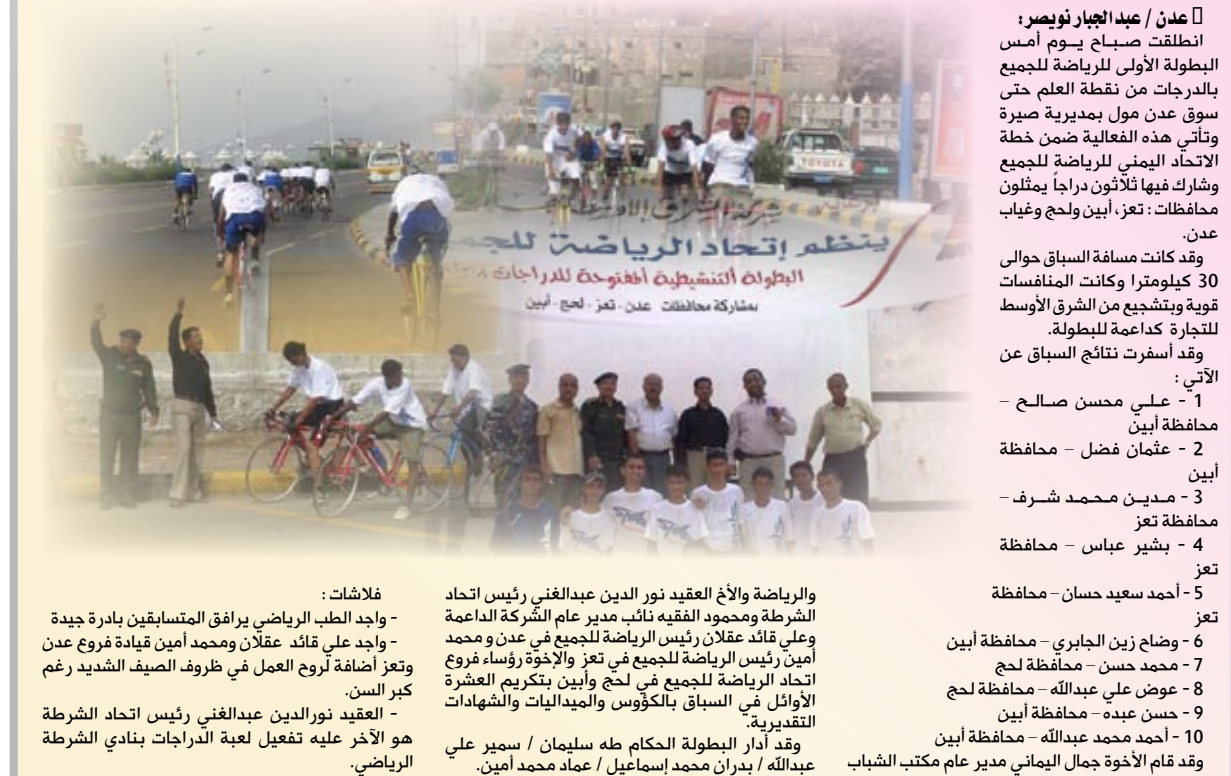 عدن / عبدالجبار نويصر:
انطلقت صباح يوم أمس
البطولة الأولى للرياضة للجميع
بالدرجات من نقطة العلم حتى
سوق عدن مول بمديرية صيرة
وتأتي هذه الفعالية ضمن خطة
الاتحاد اليمني للرياضة للجميع
وشارك فيها ثلاثون دراجاً يمثلون
محافظات : تعز، أبين ولحج وغياب
عدن.
وقد كانت مسافة السباق حوالى
30 كيلومترا وكانت المنافسات
قوية وبتشجيع من الشرق الأوسط
للتجارة كداعمة للبطولة.
وقد أسفرت نتائج السباق عن
الآتي :
1 - علي محسن صالح –
محافظة أبين
2 - عثمان فضل – محافظة
أبين
3 - مدين محمد شرف –
محافظة تعز
4 - بشير عباس – محافظة
تعز
5 - أحمد سعيد حسان – محافظة
تعز
6 - وضاح زين الجابري – محافظة أبين
7 - محمد حسن – محافظة لحج
8 - عوض علي عبدالله – محافظة لحج
9 - حسن عبده – محافظة أبين
10 - أحمد محمد عبدالله – محافظة أبين
وقد قام الأخوة جمال اليماني مدير عام مكتب الشباب
والرياضة والأخ العقيد نور الدين عبدالغني رئيس اتحاد
الشرطة ومحمود الفقيه نائب مدير عام الشركة الداعمة
وعلي قائد عقلان رئيس الرياضة للجميع في عدن و محمد
أمين رئيس الرياضة للجميع في تعز والإخوة رؤساء فروع
اتحاد الرياضة للجميع في لحج وأبين بتكريم العشرة
الأوائل في السباق بالكؤوس والميداليات والشهادات
التقديرية.
وقد أدار البطولة الحكام طه سليمان / سمير علي
عبدالله / بدران محمد إسماعيل / عماد محمد أمين.
فلاشات :
- واجد الطب الرياضي يرافق المتسابقين بادرة جيدة
- واجد علي قائد عقلان ومحمد أمين قيادة فروع عدن
وتعز أضافة لروح العمل في ظروف الصيف الشديد رغم
كبر السن.
- العقيد نورالدين عبدالغني رئيس اتحاد الشرطة
هو الآخر عليه تفعيل لعبة الدراجات بنادي الشرطة
الرياضي.
ينظم إتحاد الرياضة للجم
البطولة التنشيطية المفتوحة للدراجات
بمشاركة محافظات عدن - تعز - لحج - أبين
TOYOTA